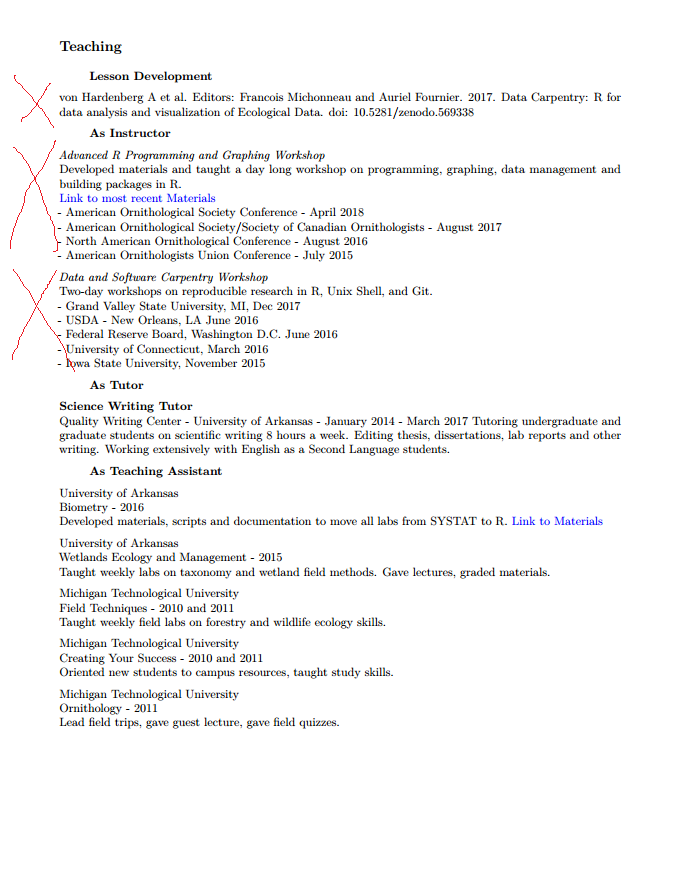 Teaching
Lesson Development
von Hardenberg A et al. Editors: Francois Michonneau and Auriel Fournier. 2017. Data Carpentry: R for
data analysis and visualization of Ecological Data. doi: 10.5281/zenodo.569338
As Instructor
Advanced R Programming and Graphing Workshop
Developed materials and taught a day long workshop on programming, graphing, data management and
building packages in R.
Link to most recent Materials
- American Ornithological Society Conference - April 2018
- American Ornithological Society/Society of Canadian Ornithologists - August 2017
- North American Ornithological Conference - August 2016
- American Ornithologists Union Conference - July 2015
Data and Software Carpentry Workshop
Two-day workshops on reproducible research in R, Unix Shell, and Git.
- Grand Valley State University, MI, Dec 2017
- USDA - New Orleans, LA June 2016
- Federal Reserve Board, Washington D.C. June 2016
- University of Connecticut, March 2016
- Iowa State University, November 2015
As Tutor
Science Writing Tutor
Quality Writing Center - University of Arkansas - January 2014 - March 2017 Tutoring undergraduate and
graduate students on scientific writing 8 hours a week. Editing thesis, dissertations, lab reports and other
writing. Working extensively with English as a Second Language students.
As Teaching Assistant
University of Arkansas
Biometry - 2016
Developed materials, scripts and documentation to move all labs from SYSTAT to R. Link to Materials
University of Arkansas
Wetlands Ecology and Management - 2015
Taught weekly labs on taxonomy and wetland field methods. Gave lectures, graded materials.
Michigan Technological University
Field Techniques - 2010 and 2011
Taught weekly field labs on forestry and wildlife ecology skills.
Michigan Technological University
Creating Your Success - 2010 and 2011
Oriented new students to campus resources, taught study skills.
Michigan Technological University
Ornithology - 2011
Lead field trips, gave guest lecture, gave field quizzes.